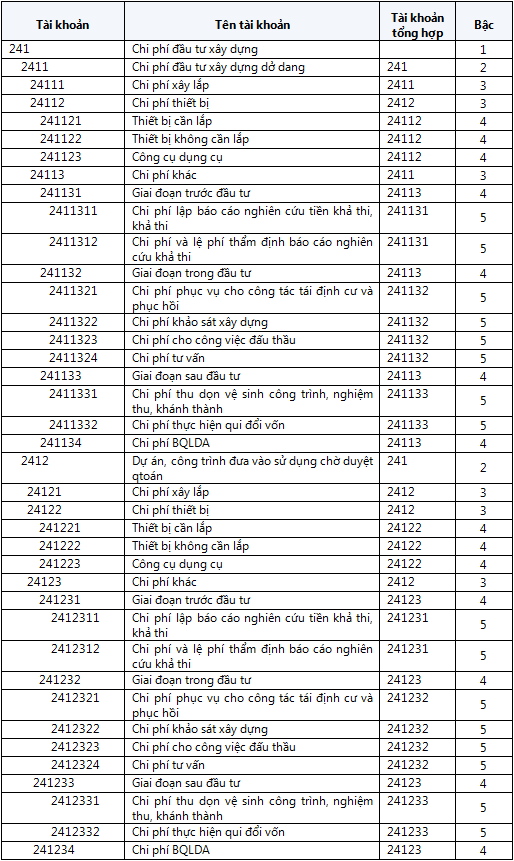 Tài khoản Tên tài khoản Tài khoản tổng hợp Bậc
241 Chi phí đầu tư xây dựng 1
2411 Chi phí đầu tư xây dựng dở dang 241 2
24111 Chi phí xây lắp 2411 3
24112 Chi phí thiết bị 2412 3
241121 Thiết bị cần lắp 24112 4
241122 Thiết bị không cần lắp 24112 4
241123 Công cụ dụng cụ 24112 4
24113 Chi phí khác 2411 3
241131 Giai đoạn trước đầu tư 24113 4
2411311 Chi phí lập báo cáo nghiên cứu tiền khả thi, 241131 5
khả thi
2411312 Chi phí và lệ phí thẩm định báo cáo nghiên 241131 5
cứu khả thi
241132 Giai đoạn trong đầu tư 24113 4
2411321 Chi phí phục vụ cho công tác tái định cư và 241132 5
phục hồi
2411322 Chi phí khảo sát xây dựng 241132 5
2411323 Chi phí cho công việc đấu thầu 241132 5
2411324 Chi phí tư vấn 241132 5
241133 Giai đoạn sau đầu tư 24113 4
2411331 Chi phí thu dọn vệ sinh công trình, nghiệm 241133 5
thu, khánh thành
2411332 Chi phí thực hiện qui đổi vốn 241133 5
241134 Chi phí BQLDA 24113 4
2412 Dự án, công trình đưa vào sử dụng chờ duyệt 241 2
qtoán
24121 Chi phí xây lắp 2412 3
24122 Chi phí thiết bị 2412 3
241221 Thiết bị cần lắp 24122 4
241222 Thiết bị không cần lắp 24122 4
241223 Công cụ dụng cụ 24122 4
24123 Chi phí khác 2412 3
241231 Giai đoạn trước đầu tư 24123 4
2412311 Chi phí lập báo cáo nghiên cứu tiền khả thi, 241231 5
khả thi
2412312 Chi phí và lệ phí thẩm định báo cáo nghiên 241231 5
cứu khả thi
241232 Giai đoạn trong đầu tư 24123 4
2412321 Chi phí phục vụ cho công tác tái định cư và 241232 5
phục hồi
2412322 Chi phí khảo sát xây dựng 241232 5
2412323 Chi phí cho công việc đấu thầu 241232 5
2412324 Chi phí tư vấn 241232 5
241233 Giai đoạn sau đầu tư 24123 4
2412331 Chi phí thu dọn vệ sinh công trình, nghiệm 241233 5
thu, khánh thành
2412332 Chi phí thực hiện qui đổi vốn 241233 5
241234 Chi phí BQLDA 24123 4